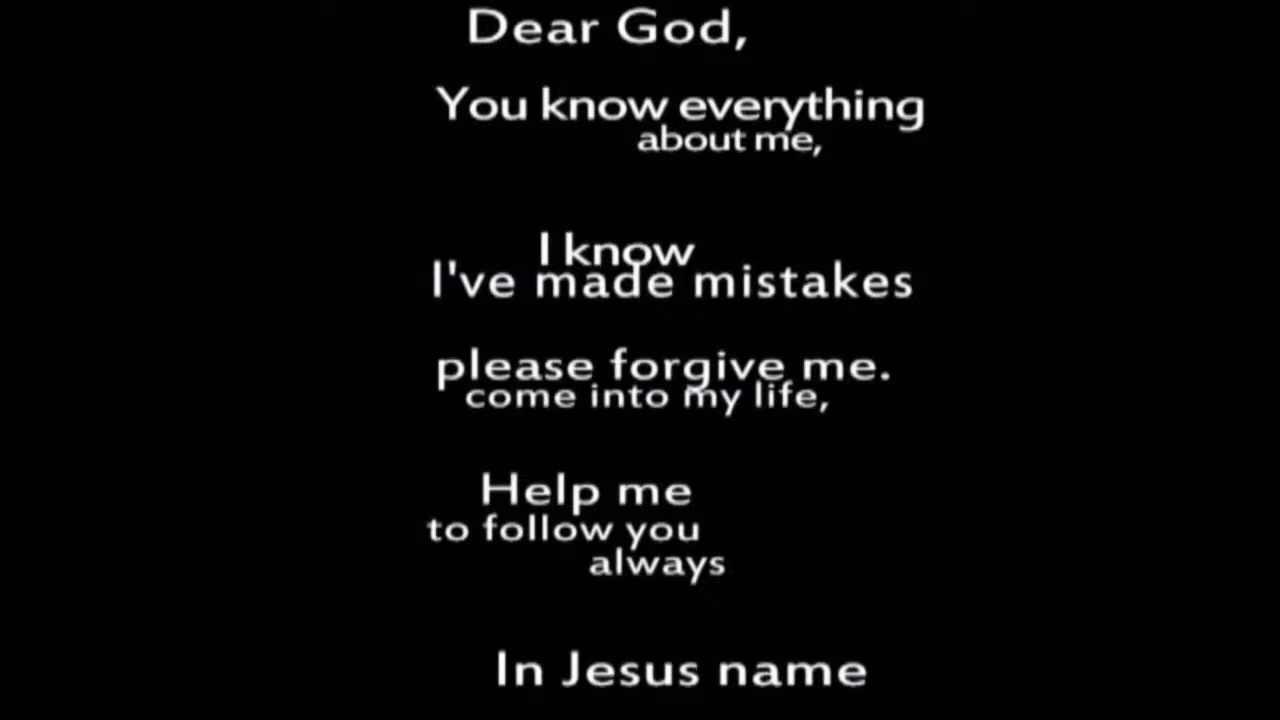 Dear God,
You know everything
about me,
I know
I've made mistakes
please forgive me.
come into my life,
Help me
to follow you
always
In Jesus name